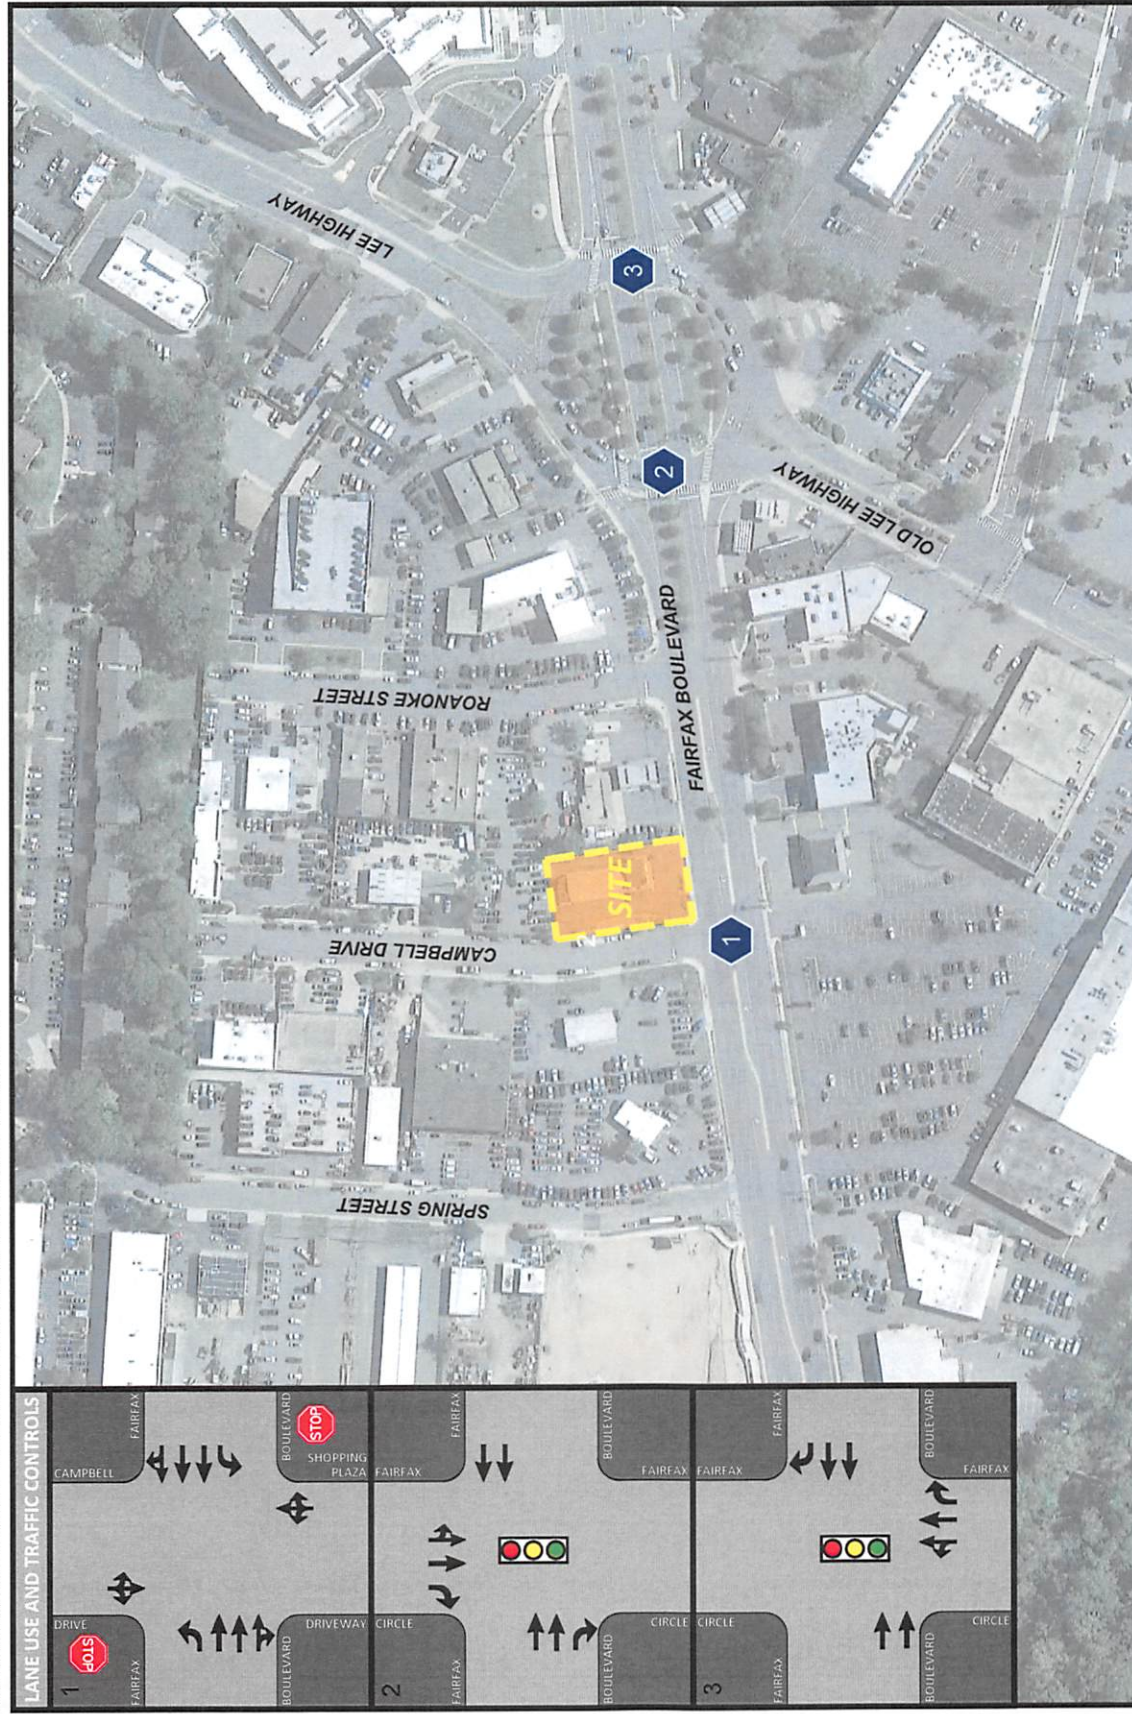 LANE USE AND TRAFFIC CONTROLS
1
CAMPBELL
DRIVE
STOP
FAIRFAX
FAIRFAX
BOULEVARD
BOULEVARD
STOP
SHOPPING
PLAZA
DRIVEWAY
2
FAIRFAX
CIRCLE
FAIRFAX
FAIRFAX
BOULEVARD
BOULEVARD
FAIRFAX
CIRCLE
3
FAIRFAX
CIRCLE
FAIRFAX
FAIRFAX
BOULEVARD
BOULEVARD
FAIRFAX
CIRCLE
LEE HIGHWAY
ROANOKE STREET
CAMPBELL DRIVE
SPRING STREET
SITE
FAIRFAX BOULEVARD
OLD LEE HIGHWAY
1
2
3